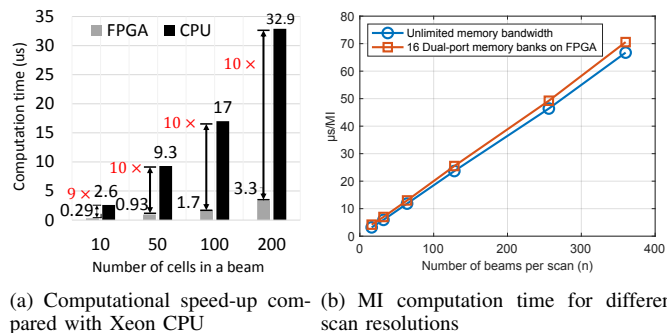 35
30
25
20
15
10
5
0
Computation time (us)
FPGA CPU
9 × 2.6
0.29
10 × 9.3
0.93
10 × 17
1.7
10 × 32.9
3.3
10 50 100 200
Number of cells in a beam
80
70
60
50
40
30
20
10
0
µs/MI
Unlimited memory bandwidth
16 Dual-port memory banks on FPGA
0 100 200 300 400
Number of beams per scan (n)
(a) Computational speed-up com-
pared with Xeon CPU
(b) MI computation time for differen
scan resolutions